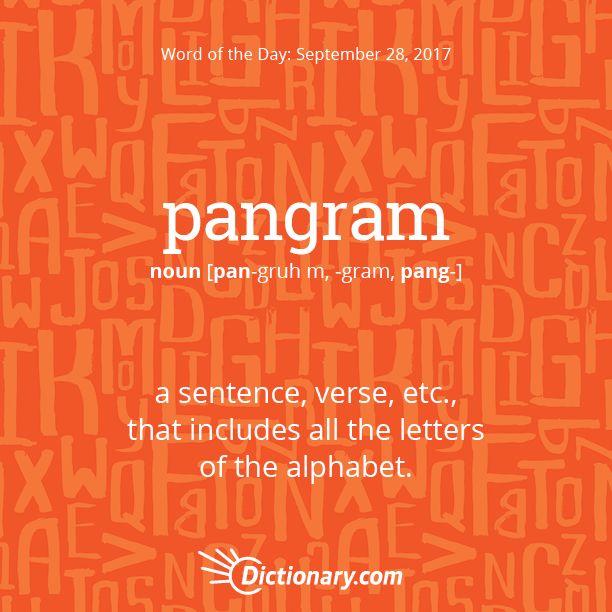 Word of the Day: September 28, 2017
pangram
noun [pan-gruh m, -gram, pang-]
a sentence, verse, etc.,
that includes all the letters
of the alphabet.
Dictionary.com